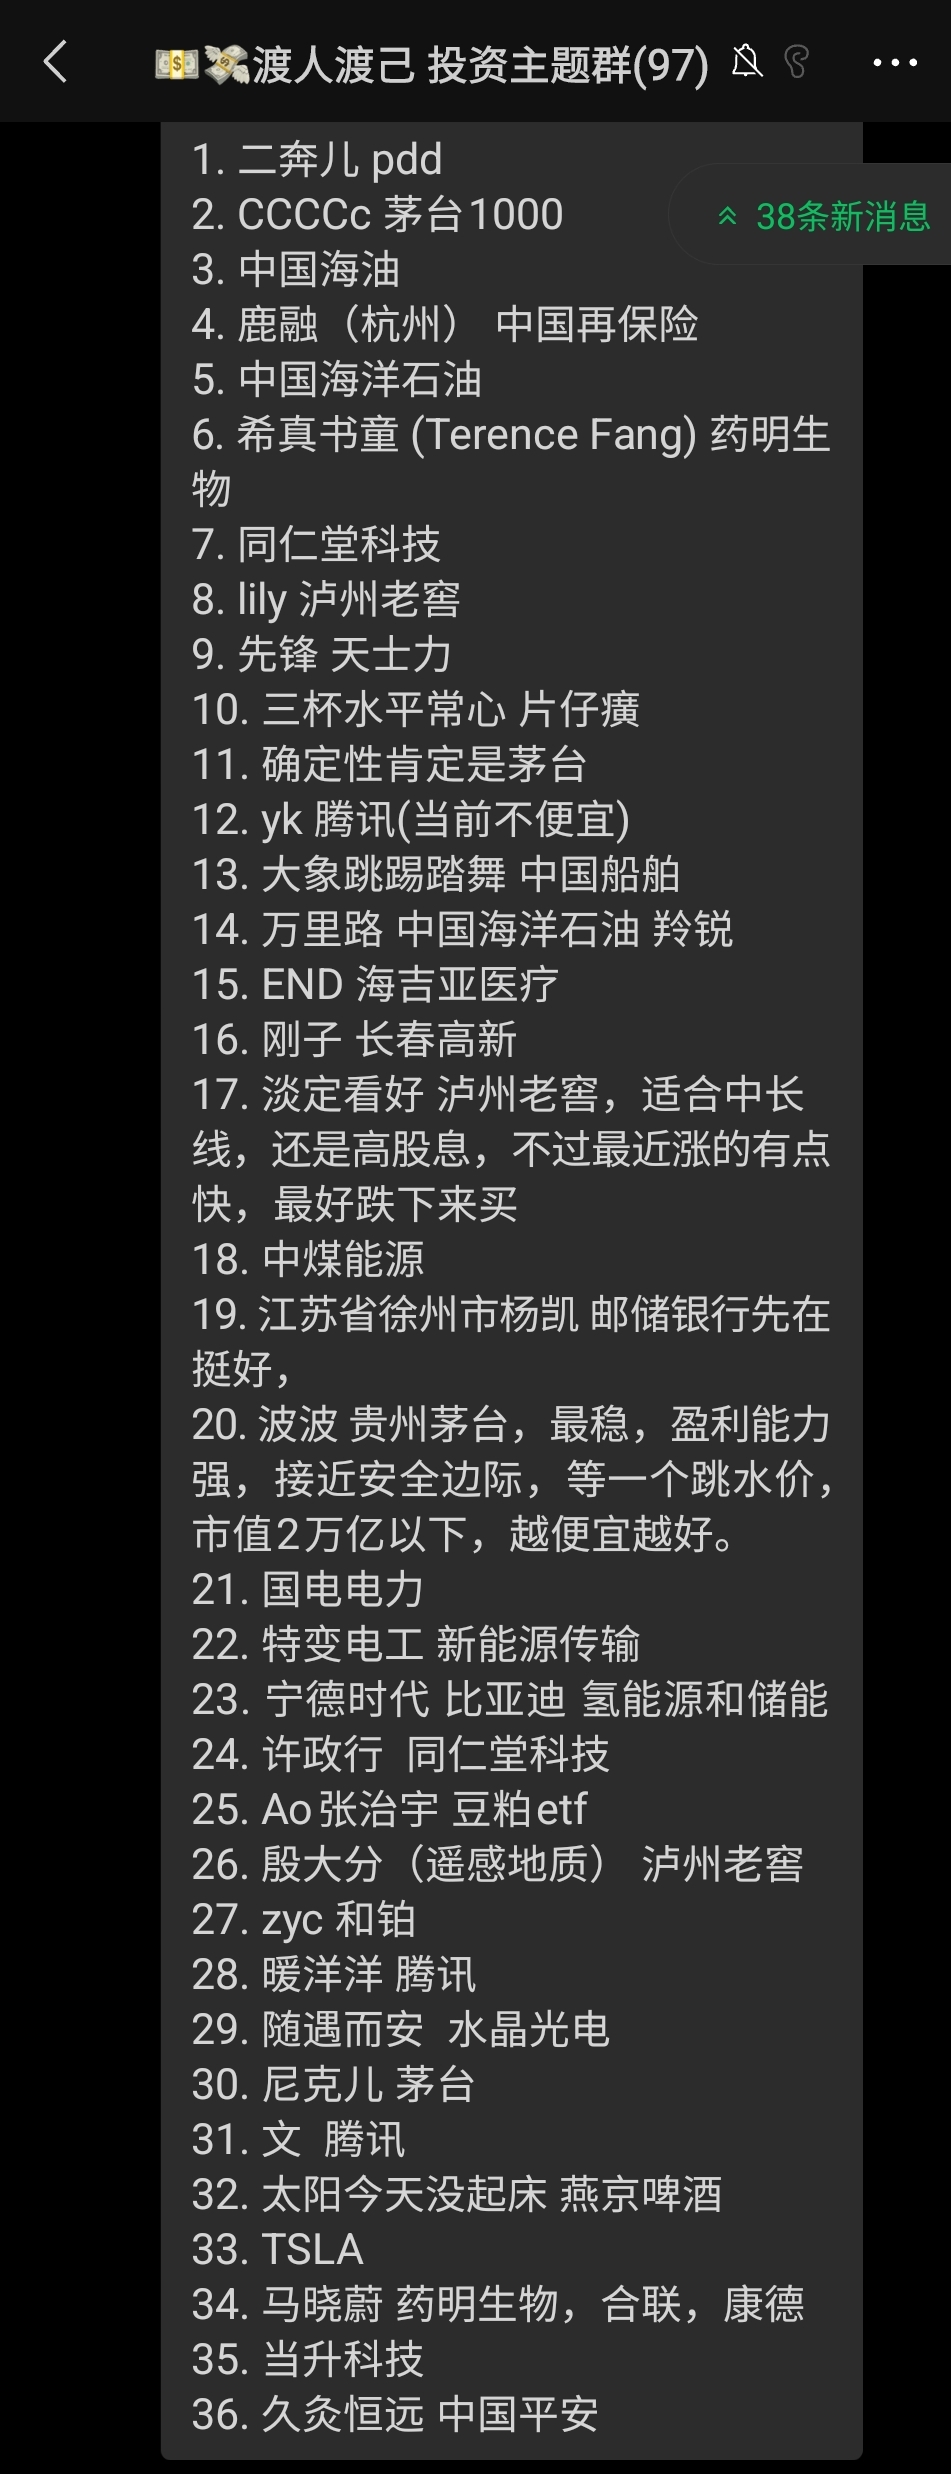 💵💸渡人渡己 投资主题群(97)
38条新消息
1. 二奔儿 pdd
2. CCCCc 茅台1000
3. 中国海油
4. 鹿融（杭州） 中国再保险
5. 中国海洋石油
6. 希真书童 (Terence Fang) 药明生
物
7. 同仁堂科技
8. lily 泸州老窖
9. 先锋 天士力
10. 三杯水平常心 片仔癀
11. 确定性肯定是茅台
12. yk 腾讯(当前不便宜)
13. 大象跳踢踏舞 中国船舶
14. 万里路 中国海洋石油 羚锐
15. END 海吉亚医疗
16. 刚子 长春高新
17. 淡定看好 泸州老窖，适合中长
线，还是高股息，不过最近涨的有点
快，最好跌下来买
18. 中煤能源
19. 江苏省徐州市杨凯 邮储银行先在
挺好，
20. 波波 贵州茅台，最稳，盈利能力
强，接近安全边际，等一个跳水价，
市值2万亿以下，越便宜越好。
21. 国电电力
22. 特变电工 新能源传输
23. 宁德时代 比亚迪 氢能源和储能
24. 许政行 同仁堂科技
25. Ao张治宇 豆粕etf
26. 殷大分（遥感地质） 泸州老窖
27. zyc 和铂
28. 暖洋洋 腾讯
29. 随遇而安 水晶光电
30. 尼克儿 茅台
31. 文 腾讯
32. 太阳今天没起床 燕京啤酒
33. TSLA
34. 马晓蔚 药明生物，合联，康德
35. 当升科技
36. 久灸恒远 中国平安